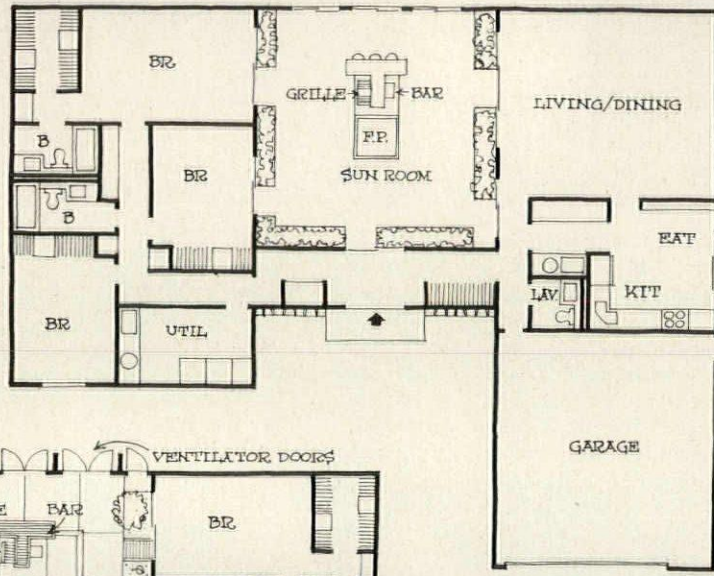 BR
GRILLE
BAR
LIVING/DINING
F.P.
B
BR
SUN ROOM
B
EAT
LAV.
KIT
BR
UTIL
GARAGE
VENTILATOR DOORS
E
BAR
BR